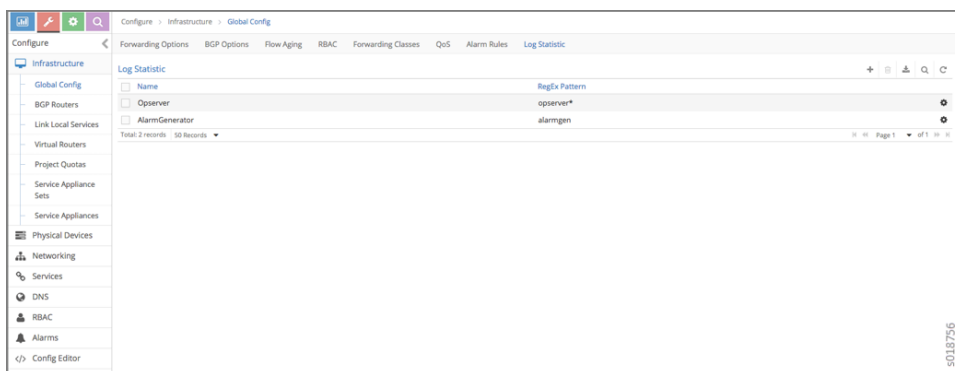 Configure > Infrastructure > Global Config
Configure
Forwarding Options BGP Options Flow Aging RBAC Forwarding Classes QoS Alarm Rules Log Statistic
Infrastructure
Global Config
BGP Routers
Link Local Services
Virtual Routers
Project Quotas
Service Appliance
Sets
Service Appliances
Physical Devices
Networking
Services
DNS
RBAC
Alarms
Config Editor
Log Statistic
Name RegEx Pattern
Opserver opserver*
AlarmGenerator alarmgen
Total: 2 records 50 Records Page 1 of 1
s018756